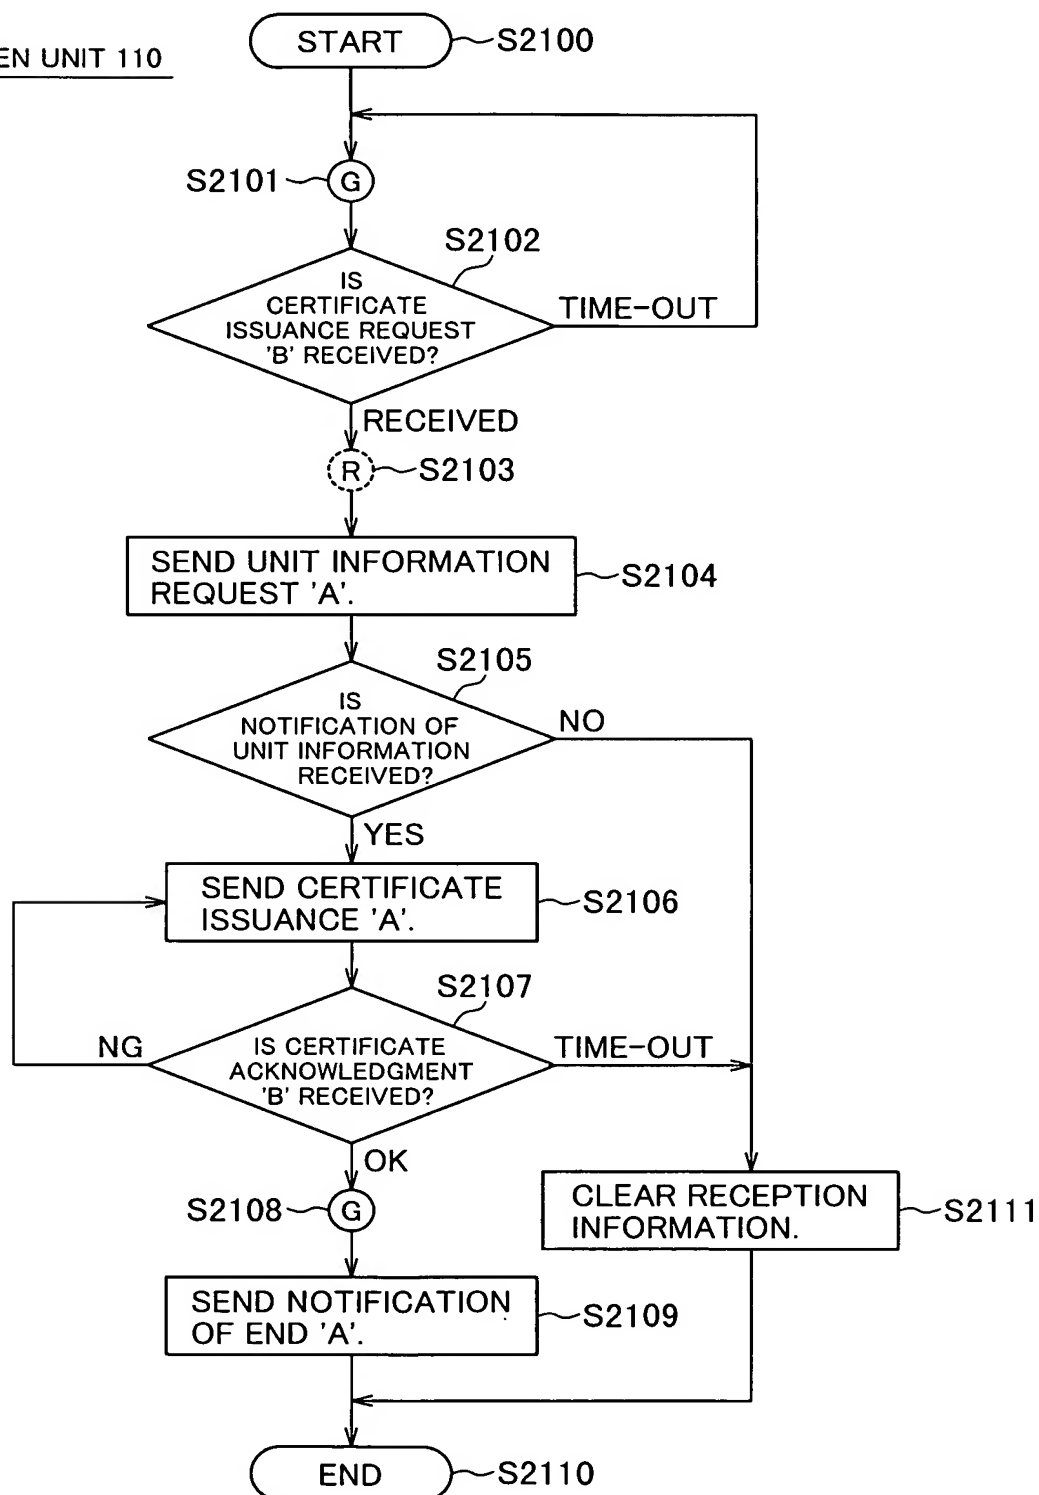 START
S2100
EN UNIT 110
S2101
G
S2102
IS
CERTIFICATE
ISSUANCE REQUEST
'B' RECEIVED?
TIME-OUT
RECEIVED
R
S2103
SEND UNIT INFORMATION
REQUEST 'A'.
S2104
S2105
IS
NOTIFICATION OF
UNIT INFORMATION
RECEIVED?
NO
YES
SEND CERTIFICATE
ISSUANCE 'A'.
S2106
S2107
NG
IS CERTIFICATE
ACKNOWLEDGMENT
'B' RECEIVED?
TIME-OUT
OK
S2108
G
CLEAR RECEPTION
INFORMATION.
S2111
SEND NOTIFICATION
OF END 'A'.
S2109
END
S2110